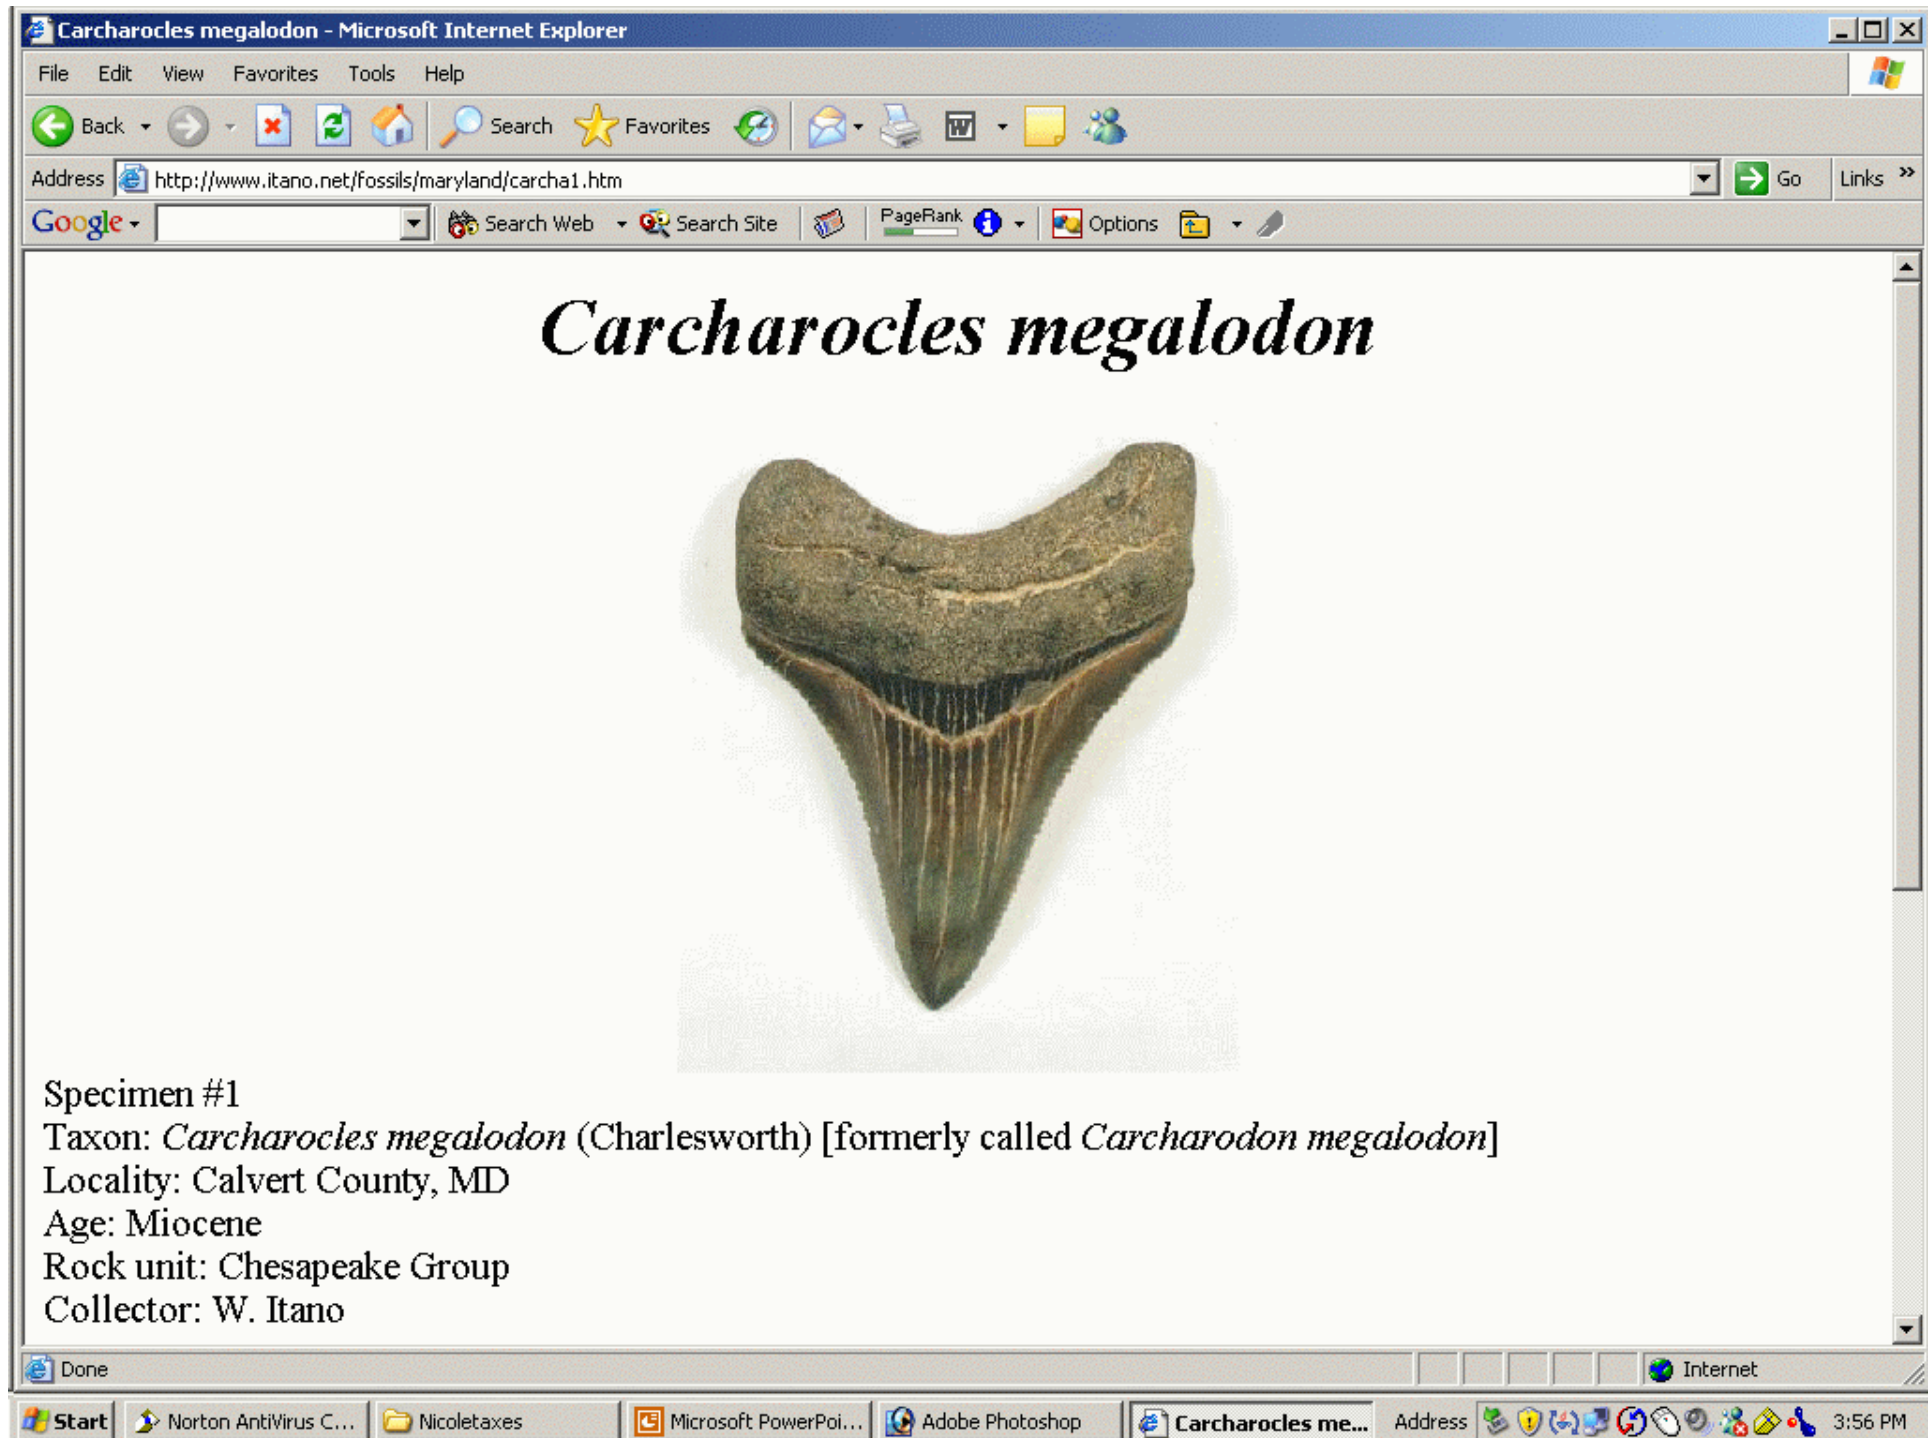 Carcharocles megalodon - Microsoft Internet Explorer
File Edit View Favorites Tools Help
Back Search Favorites
Address http://www.itano.net/fossils/maryland/carcha1.htm Go Links »
Google Search Web Search Site PageRank Options
Carcharocles megalodon
Specimen #1
Taxon: Carcharocles megalodon (Charlesworth) [formerly called Carcharodon megalodon]
Locality: Calvert County, MD
Age: Miocene
Rock unit: Chesapeake Group
Collector: W. Itano
Done Internet
Start Norton AntiVirus C... Nicoletaxes Microsoft PowerPoi... Adobe Photoshop Carcharocles me... Address 3:56 PM